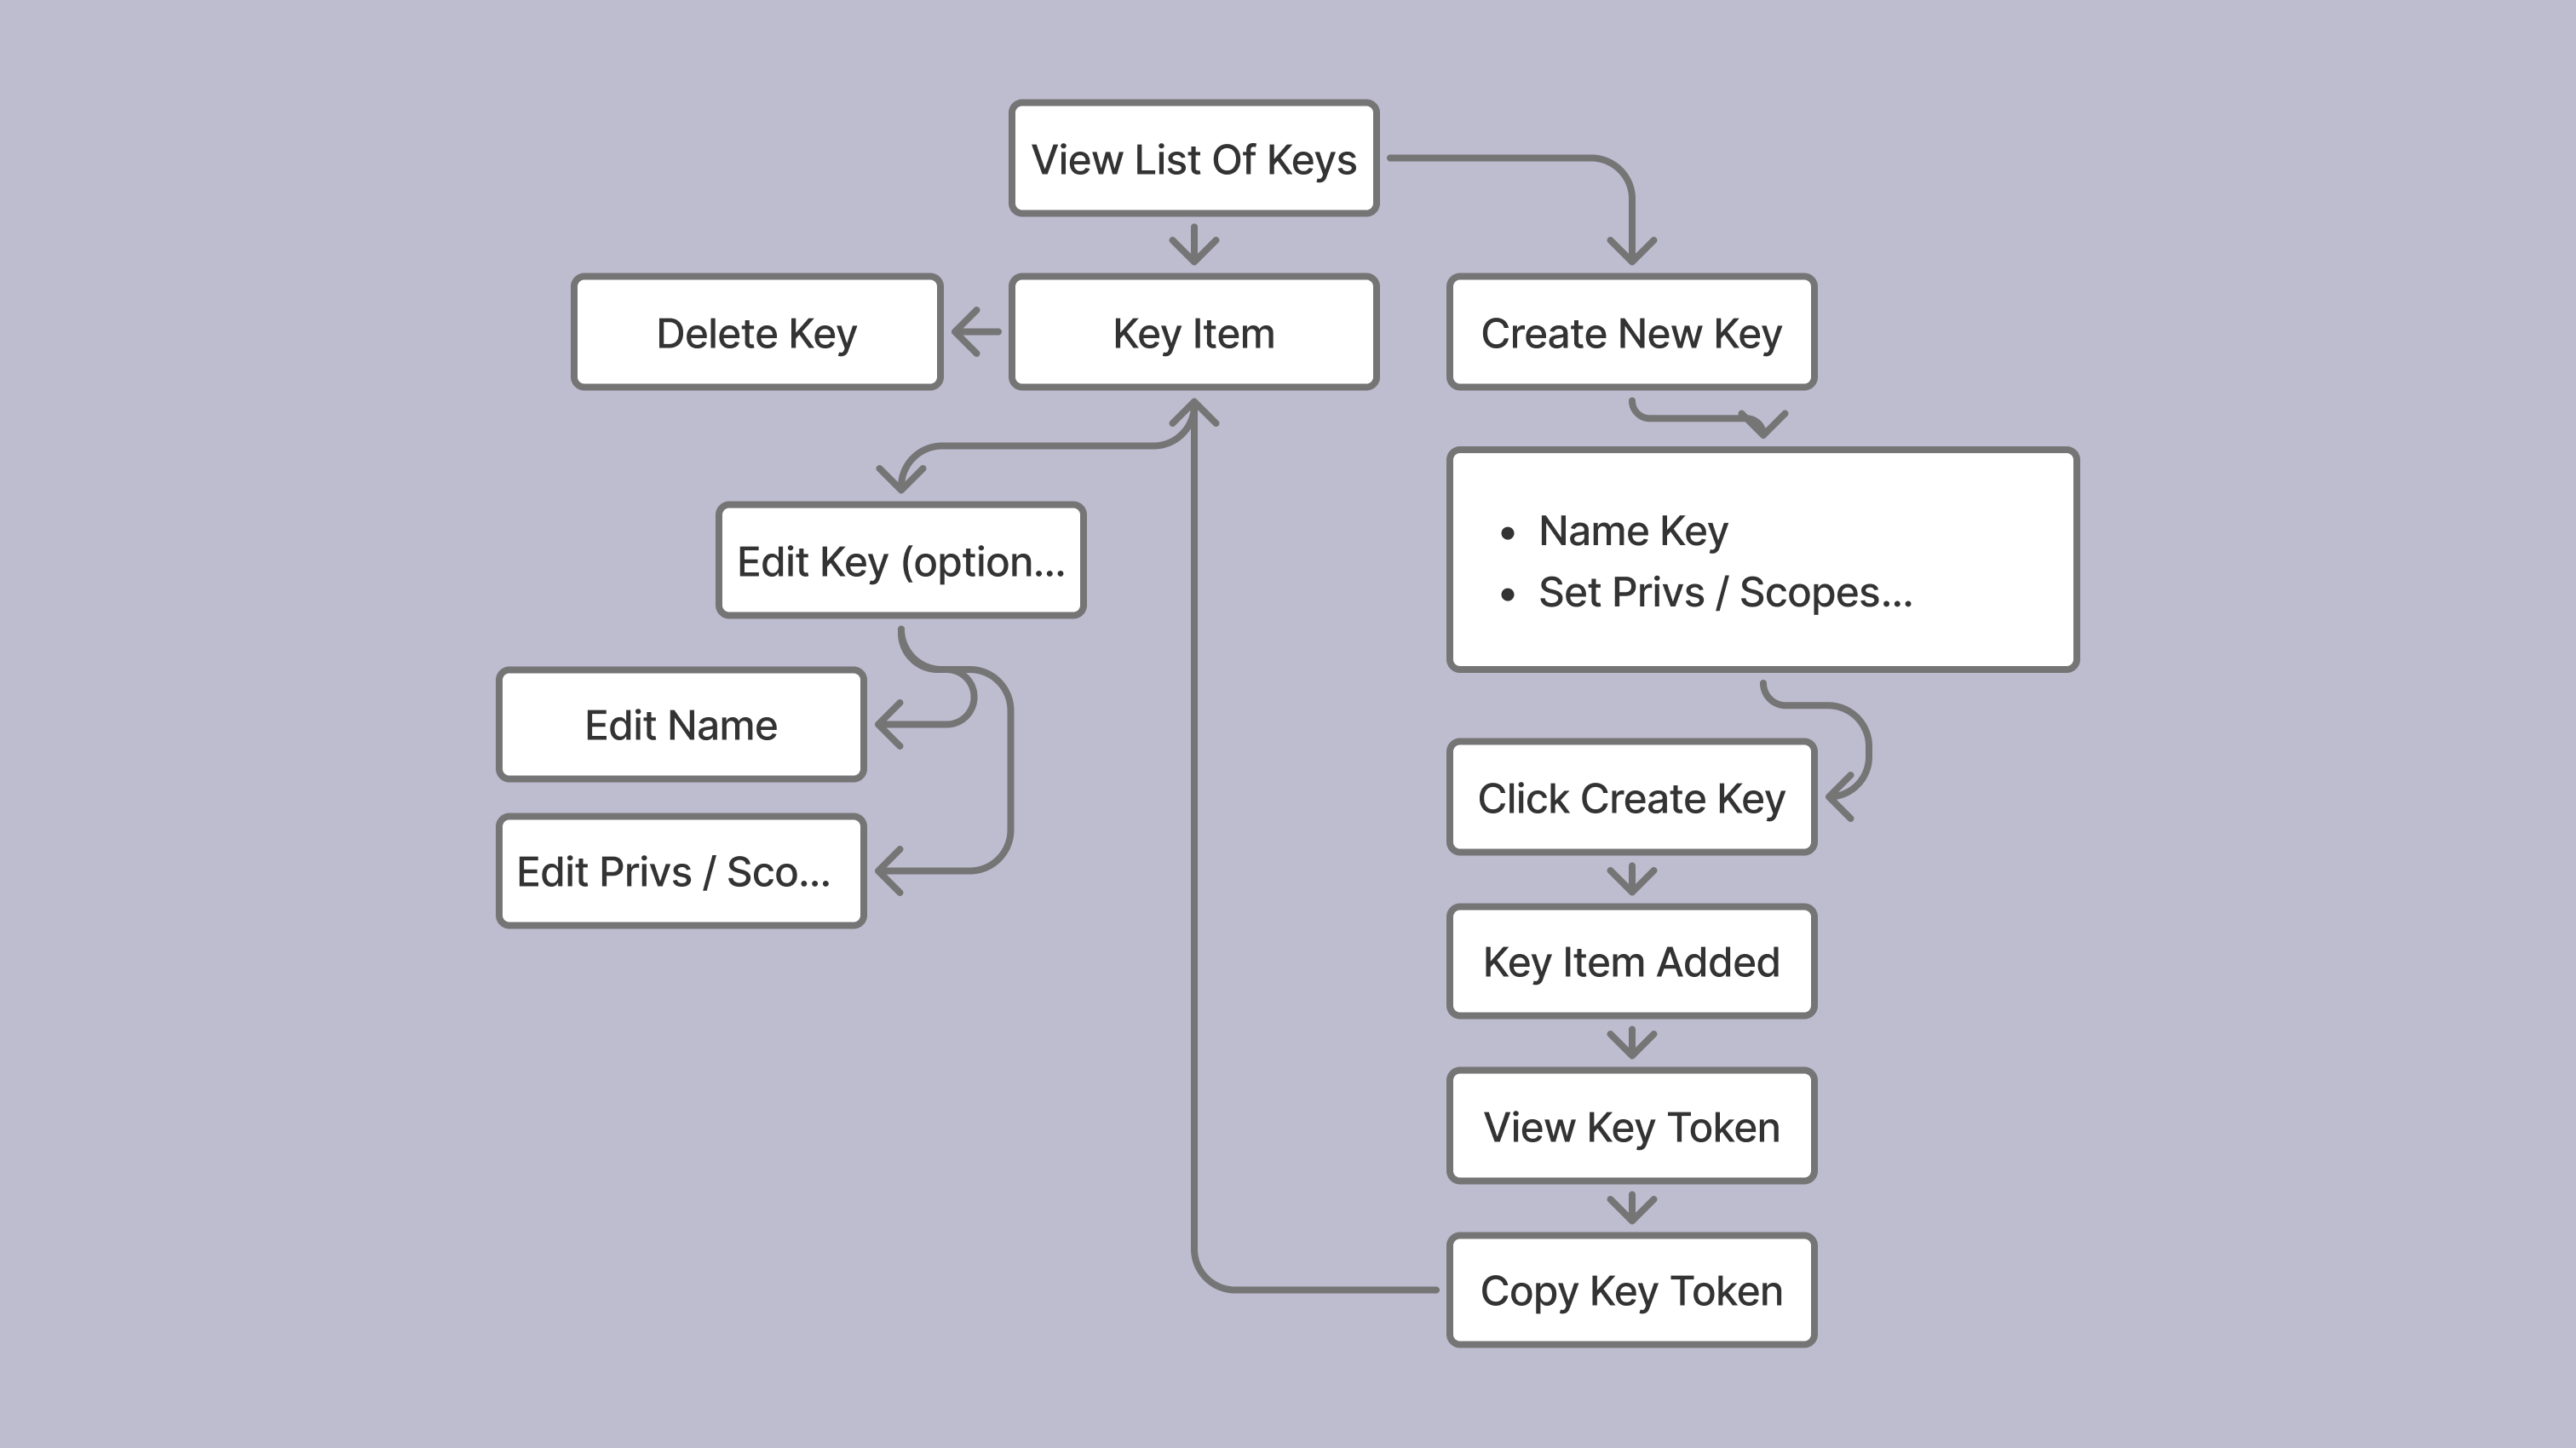 View List Of Keys
Delete Key
Key Item
Create New Key
• Name Key
• Set Privs / Scopes...
Edit Key (option...
Edit Name
Edit Privs / Sco...
Click Create Key
Key Item Added
View Key Token
Copy Key Token